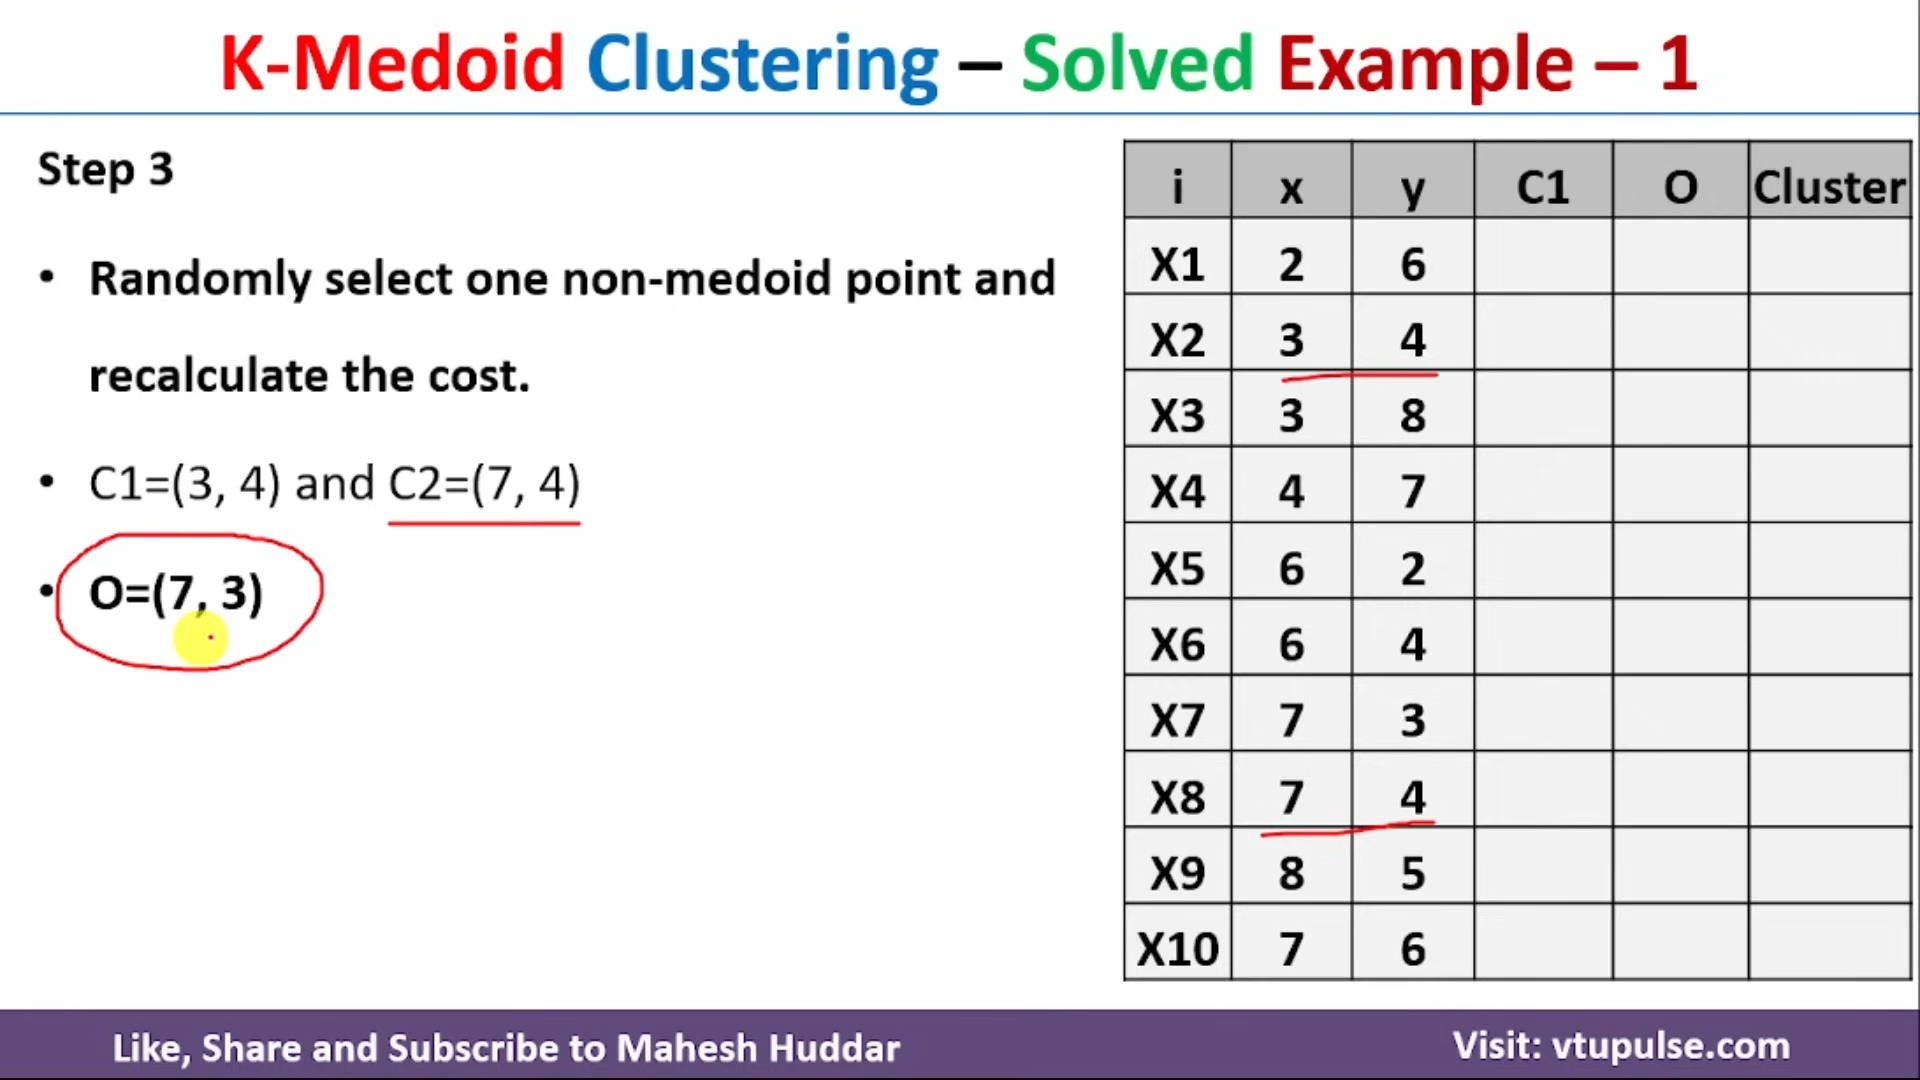 K-Medoid Clustering – Solved Example – 1
Step 3
• Randomly select one non-medoid point and
recalculate the cost.
• C1=(3, 4) and C2=(7, 4)
• O=(7, 3)
i x y C1 O Cluster
X1 2 6
X2 3 4
X3 3 8
X4 4 7
X5 6 2
X6 6 4
X7 7 3
X8 7 4
X9 8 5
X10 7 6
Like, Share and Subscribe to Mahesh Huddar
Visit: vtupulse.com